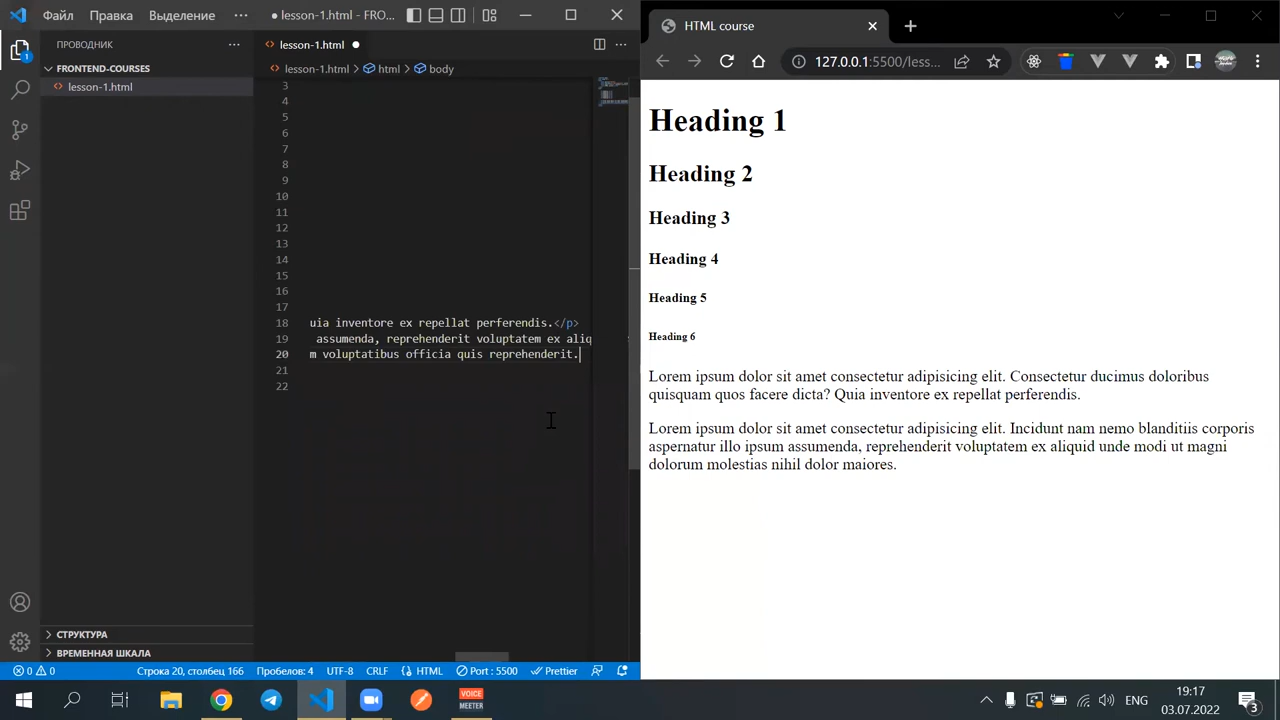 Файл Правка Выделение ··· ● lesson-1.html - FRO...
ПРОВОДНИК ···
FRONTEND-COURSES
<> lesson-1.html
1
<> lesson-1.html ●
<> lesson-1.html > html > body
3
4
5
6
7
8
9
10
11
12
13
14
15
16
17
18 uia inventore ex repellat perferendis.</p>
19 assumenda, reprehenderit voluptatem ex aliq
20 m voluptatibus officia quis reprehenderit.
21
22
СТРУКТУРА
ВРЕМЕННАЯ ШКАЛА
0 0 Строка 20, столбец 166 Пробелов: 4 UTF-8 CRLF HTML Port : 5500 Prettier
HTML course
127.0.0.1:5500/less...
Heading 1
Heading 2
Heading 3
Heading 4
Heading 5
Heading 6
Lorem ipsum dolor sit amet consectetur adipisicing elit. Consectetur ducimus doloribus
quisquam quos facere dicta? Quia inventore ex repellat perferendis.
Lorem ipsum dolor sit amet consectetur adipisicing elit. Incidunt nam nemo blanditiis corporis
aspernatur illo ipsum assumenda, reprehenderit voluptatem ex aliquid unde modi ut magni
dolorum molestias nihil dolor maiores.
VOICE
MEETER
ENG
19:17
03.07.2022
3